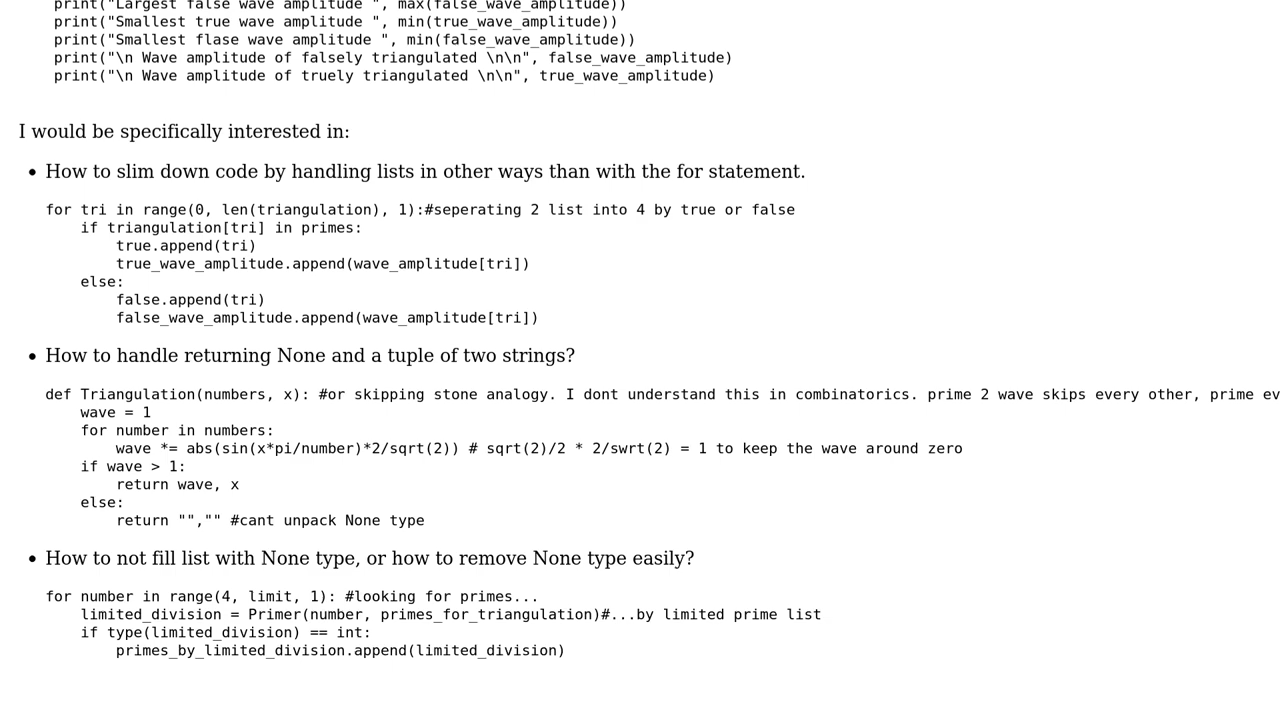 print("Largest false wave amplitude ", max(false_wave_amplitude))
print("Smallest true wave amplitude ", min(true_wave_amplitude))
print("Smallest flase wave amplitude ", min(false_wave_amplitude))
print("\n Wave amplitude of falsely triangulated \n\n", false_wave_amplitude)
print("\n Wave amplitude of truely triangulated \n\n", true_wave_amplitude)
I would be specifically interested in:
• How to slim down code by handling lists in other ways than with the for statement.
for tri in range(0, len(triangulation), 1):#seperating 2 list into 4 by true or false
    if triangulation[tri] in primes:
        true.append(tri)
        true_wave_amplitude.append(wave_amplitude[tri])
    else:
        false.append(tri)
        false_wave_amplitude.append(wave_amplitude[tri])
• How to handle returning None and a tuple of two strings?
def Triangulation(numbers, x): #or skipping stone analogy. I dont understand this in combinatorics. prime 2 wave skips every other, prime ev
    wave = 1
    for number in numbers:
        wave *= abs(sin(x*pi/number)*2/sqrt(2)) # sqrt(2)/2 * 2/swrt(2) = 1 to keep the wave around zero
    if wave > 1:
        return wave, x
    else:
        return "","" #cant unpack None type
• How to not fill list with None type, or how to remove None type easily?
for number in range(4, limit, 1): #looking for primes...
    limited_division = Primer(number, primes_for_triangulation)#...by limited prime list
    if type(limited_division) == int:
        primes_by_limited_division.append(limited_division)